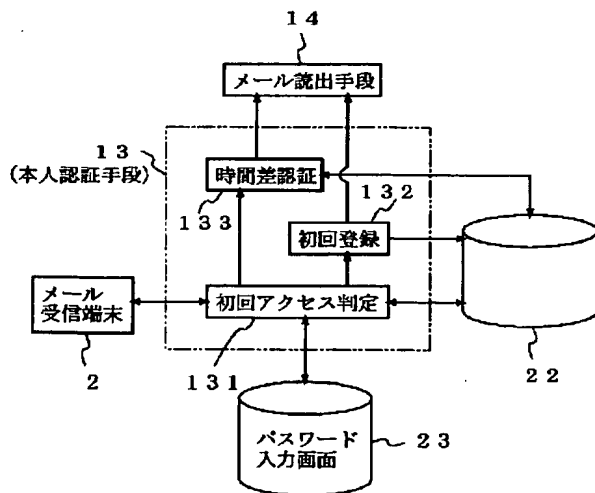 １４
メール読出手段
１３
(本人認証手段)
時間差認証
１３３
１３２
初回登録
メール
受信端末
初回アクセス判定
２
１３１
２２
パスワード
入力画面
２３